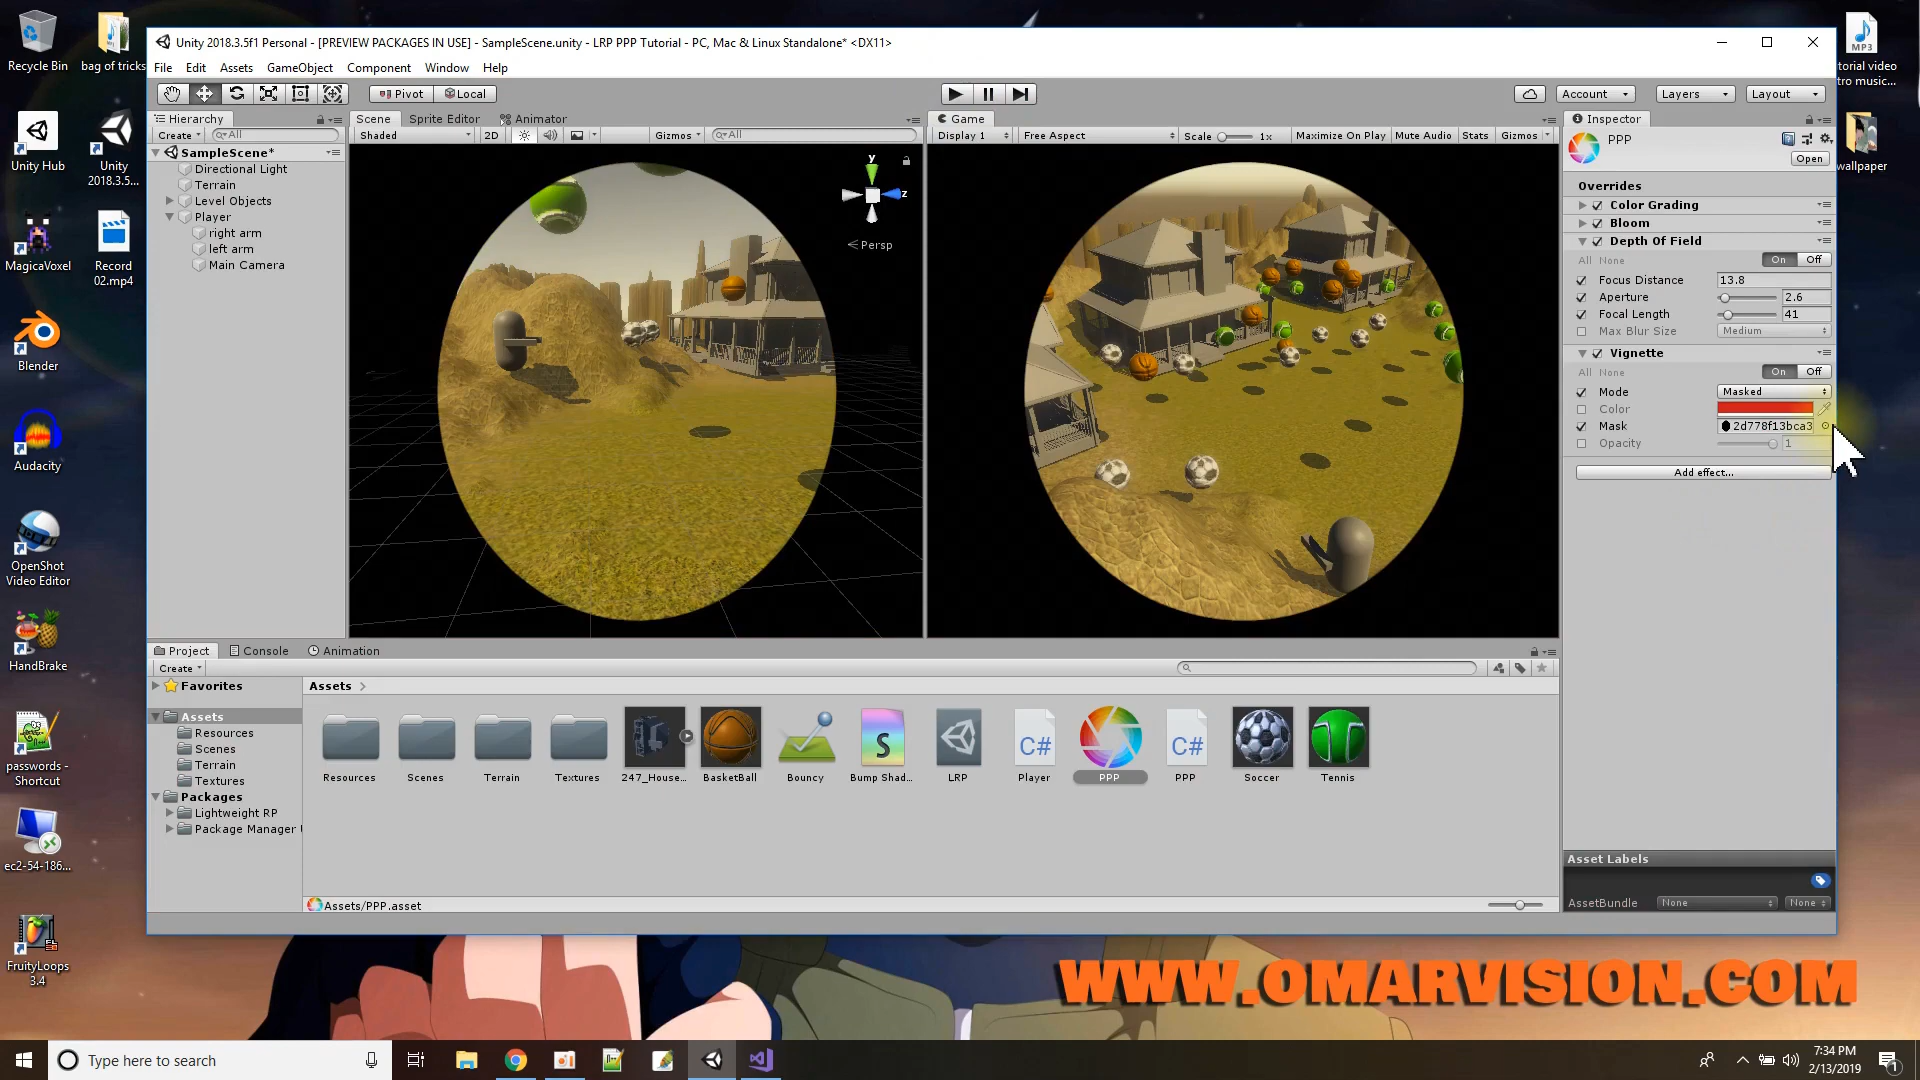 Recycle Bin
bag of tricks
Unity Hub
Unity 2018.3.5...
MagicaVoxel
Record 02.mp4
Blender
Audacity
OpenShot Video Editor
HandBrake
passwords - Shortcut
ec2-54-186...
FruityLoops 3.4
Unity 2018.3.5f1 Personal - [PREVIEW PACKAGES IN USE] - SampleScene.unity - LRP PPP Tutorial - PC, Mac & Linux Standalone* <DX11>
File Edit Assets GameObject Component Window Help
Pivot Local
Account Layers Layout
Hierarchy
Create All
SampleScene*
Directional Light
Terrain
Level Objects
Player
right arm
left arm
Main Camera
Scene Sprite Editor Animator
Shaded 2D Gizmos All
y
z
Persp
Game
Display 1 Free Aspect Scale 1x Maximize On Play Mute Audio Stats Gizmos
Inspector
PPP
Open
Overrides
Color Grading
Bloom
Depth Of Field
All None On Off
Focus Distance 13.8
Aperture 2.6
Focal Length 41
Max Blur Size Medium
Vignette
All None On Off
Mode Masked
Color
Mask 2d778f13bca3
Opacity 1
Add effect...
Asset Labels
AssetBundle None None
Project Console Animation
Create
Favorites
Assets
Resources
Scenes
Terrain
Textures
Packages
Lightweight RP
Package Manager U
Assets
Resources Scenes Terrain Textures 247_House... BasketBall Bouncy Bump Shad... LRP Player PPP PPP Soccer Tennis
S
C# C#
Assets/PPP.asset
MP3
torial video
tro music...
wallpaper
WWW.OMARVISION.COM
Type here to search
7:34 PM
2/13/2019
1